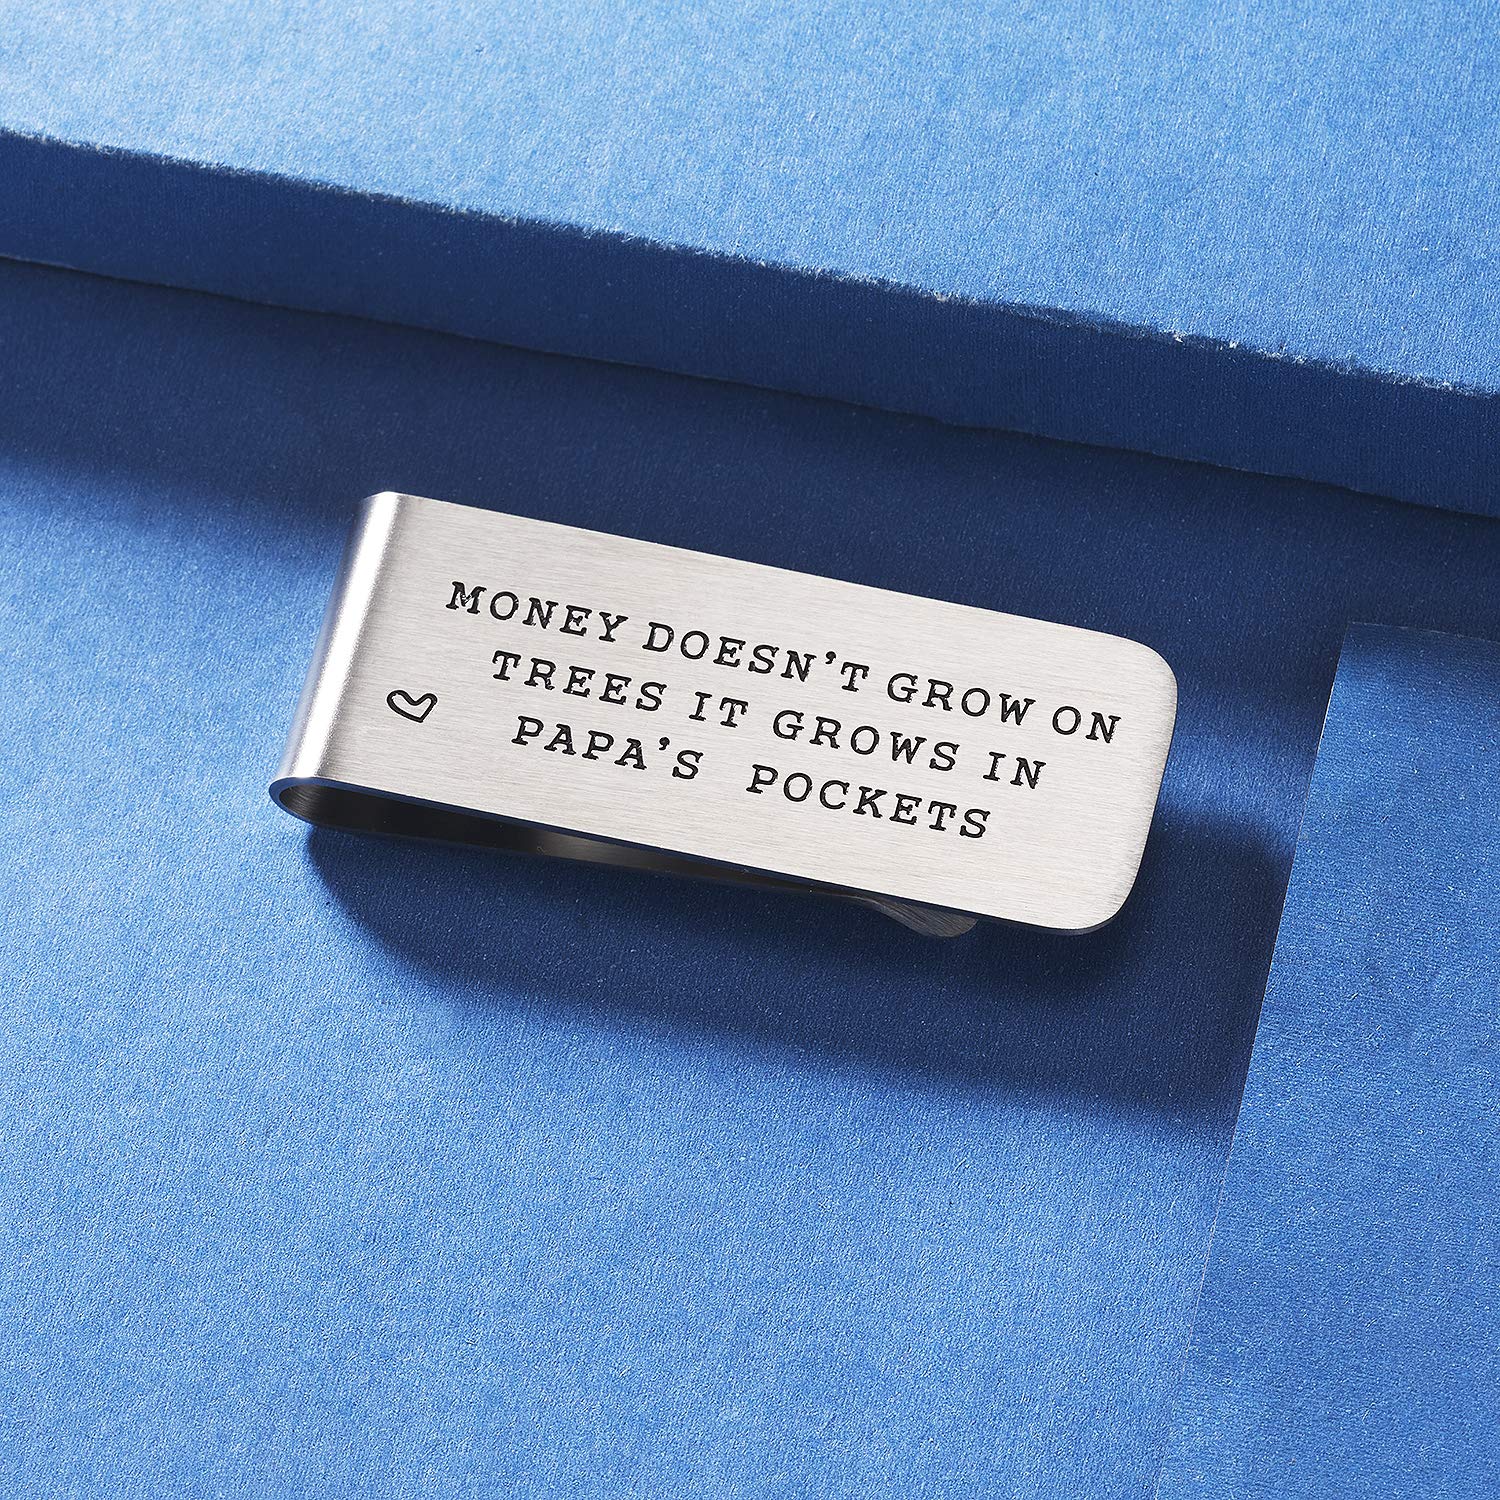 MONEY DOESN'T GROW ON
TREES IT GROWS IN
PAPA'S POCKETS